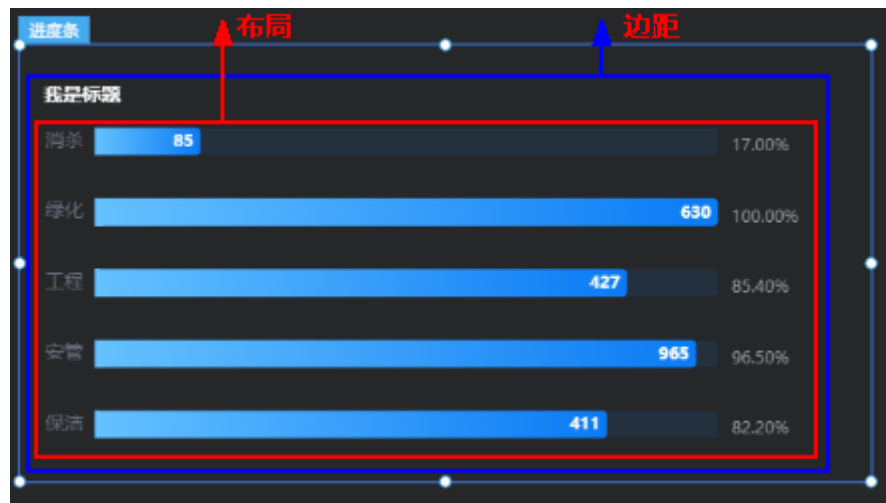 进度条 布局 边距
我是标题
消杀 85 17.00%
绿化 630 100.00%
工程 427 85.40%
安管 965 96.50%
保洁 411 82.20%